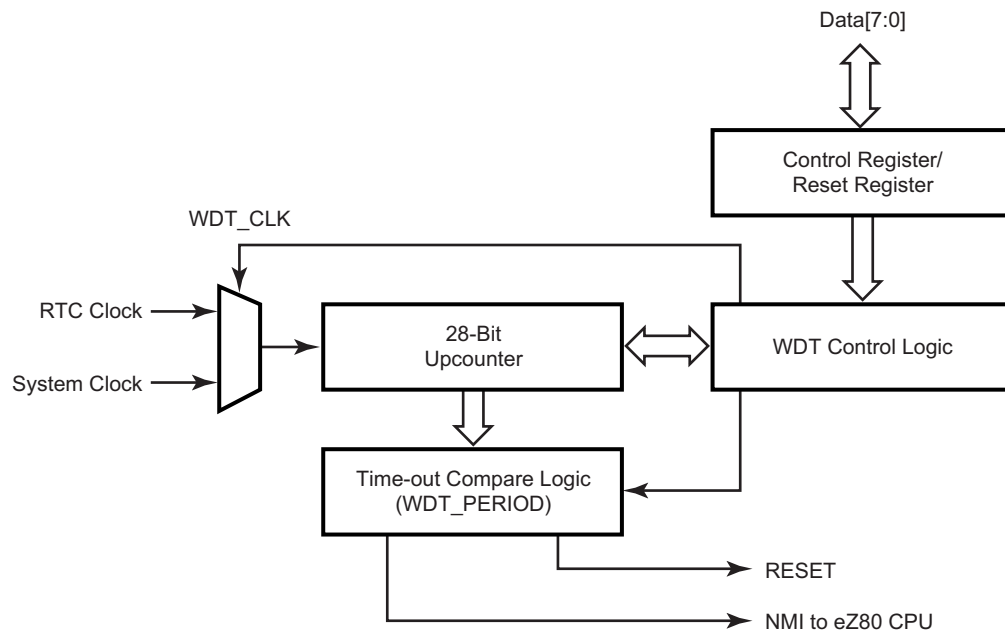 Data[7:0]
Control Register/
Reset Register
WDT_CLK
RTC Clock
28-Bit
Upcounter
WDT Control Logic
System Clock
Time-out Compare Logic
(WDT_PERIOD)
RESET
NMI to eZ80 CPU